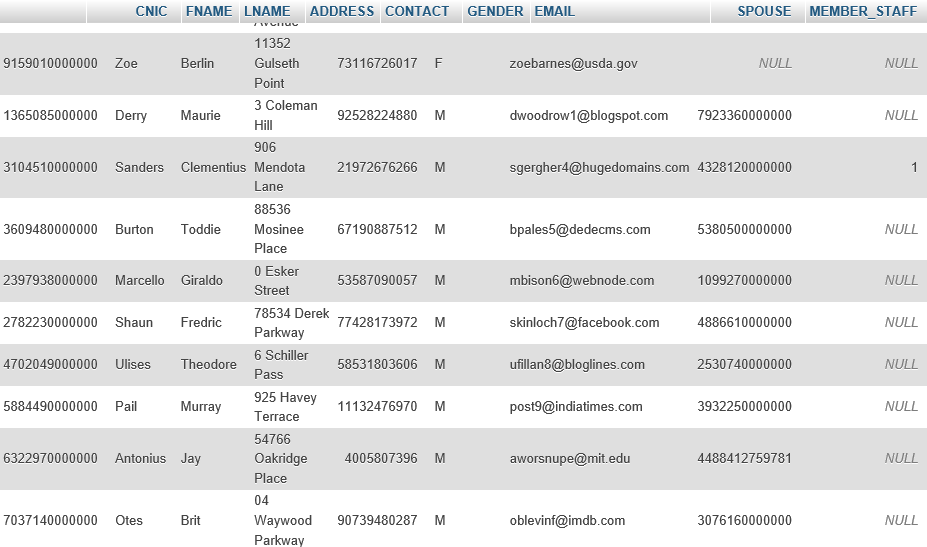 CNIC FNAME LNAME ADDRESS CONTACT GENDER EMAIL SPOUSE MEMBER_STAFF
Avenue
11352
9159010000000 Zoe Berlin Gulseth 73116726017 F zoebarnes@usda.gov NULL NULL
Point
3 Coleman
1365085000000 Derry Maurie 92528224880 M dwoodrow1@blogspot.com 7923360000000 NULL
Hill
906
3104510000000 Sanders Clementius Mendota 21972676266 M sgergher4@hugedomains.com 4328120000000 1
Lane
88536
3609480000000 Burton Toddie Mosinee 67190887512 M bpales5@dedecms.com 5380500000000 NULL
Place
0 Esker
2397938000000 Marcello Giraldo 53587090057 M mbison6@webnode.com 1099270000000 NULL
Street
78534 Derek
2782230000000 Shaun Fredric 77428173972 M skinloch7@facebook.com 4886610000000 NULL
Parkway
6 Schiller
4702049000000 Ulises Theodore 58531803606 M ufillan8@bloglines.com 2530740000000 NULL
Pass
925 Havey
5884490000000 Pail Murray 11132476970 M post9@indiatimes.com 3932250000000 NULL
Terrace
54766
6322970000000 Antonius Jay Oakridge 4005807396 M aworsnupe@mit.edu 4488412759781 NULL
Place
04
7037140000000 Otes Brit Waywood 90739480287 M oblevinf@imdb.com 3076160000000 NULL
Parkway